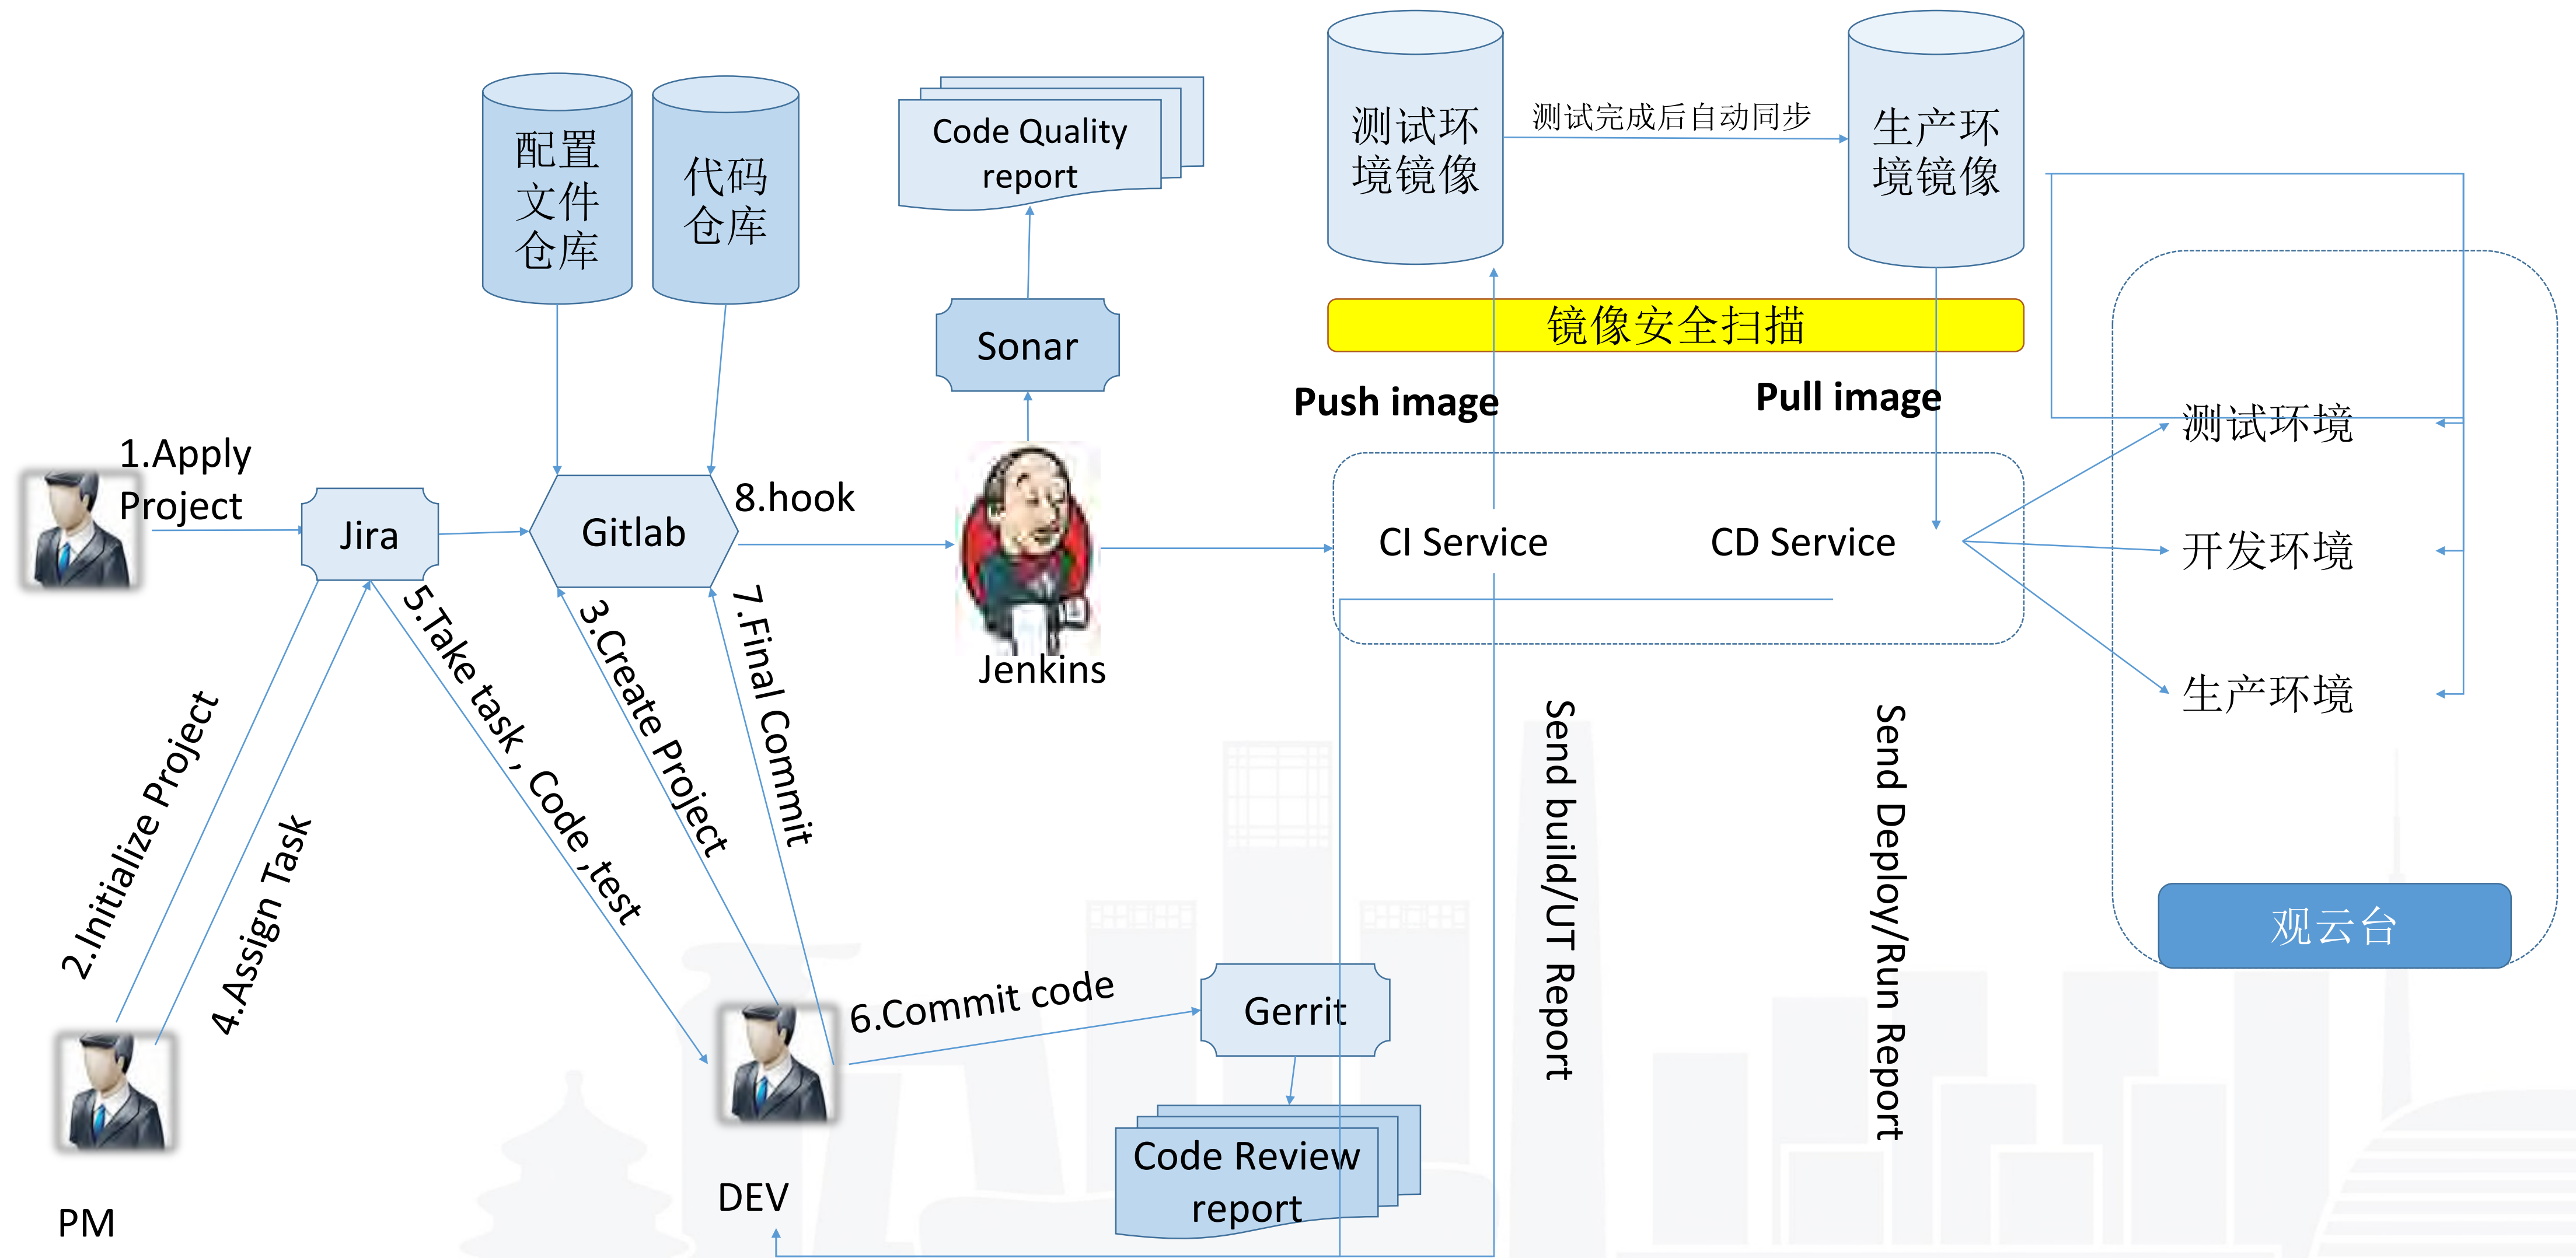 配置
文件
仓库
代码
仓库
Code Quality
report
测试环
境镜像
测试完成后自动同步
生产环
境镜像
Sonar
镜像安全扫描
Push image
Pull image
1.Apply
Project
Jira
Gitlab
8.hook
Jenkins
CI Service
CD Service
测试环境
开发环境
生产环境
观云台
2.Initialize Project
4.Assign Task
5.Take task , Code ,test
3.Create Project
7.Final Commit
6.Commit code
Gerrit
Code Review
report
Send build/UT Report
Send Deploy/Run Report
DEV
PM